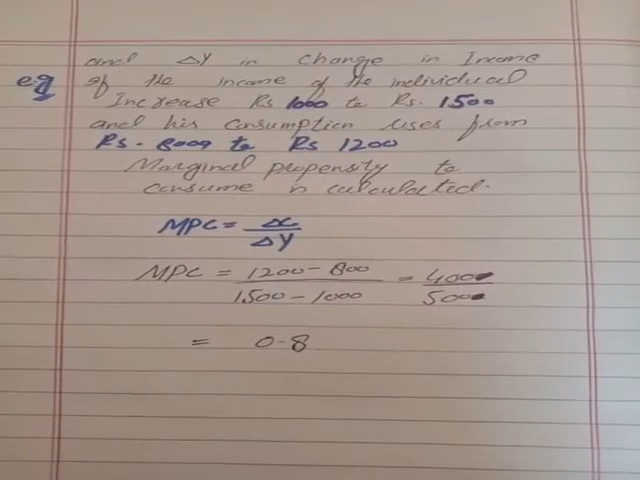 and ΔY in change in Income
e.g of the income of the individual
Increase Rs 1000 to Rs. 1500
and his consumption rises from
Rs. 800 to Rs 1200
Marginal propensity to
consume is calculated.
MPC = ΔC / ΔY
MPC = 1200 - 800 / 1500 - 1000 = 400 / 500
= 0.8